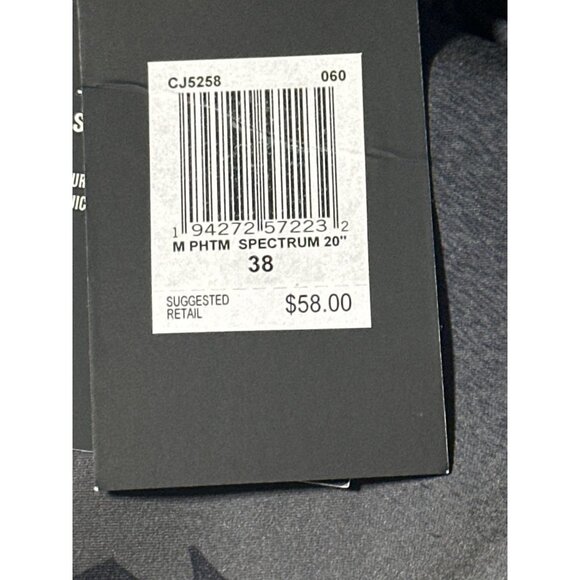 CJ5258 060
1 94272 57223 2
M PHTM SPECTRUM 20"
38
SUGGESTED
RETAIL $58.00